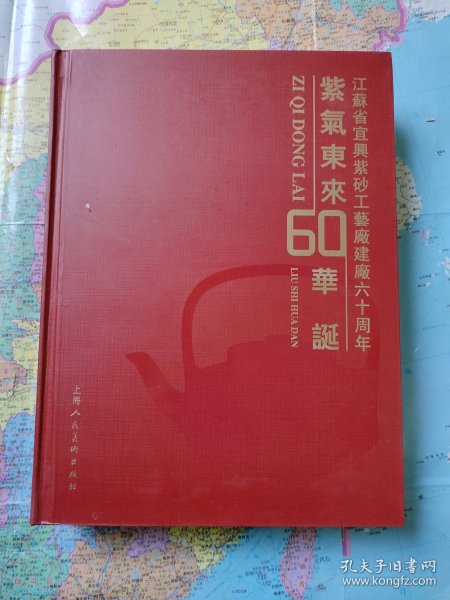 江蘇省宜興紫砂工藝廠建廠六十周年
紫氣東來
ZI QI DONG LAI
60
華誕
LIU SHI HUA DAN
上海人民美術出版社
孔夫子旧书网
www.kongfz.com